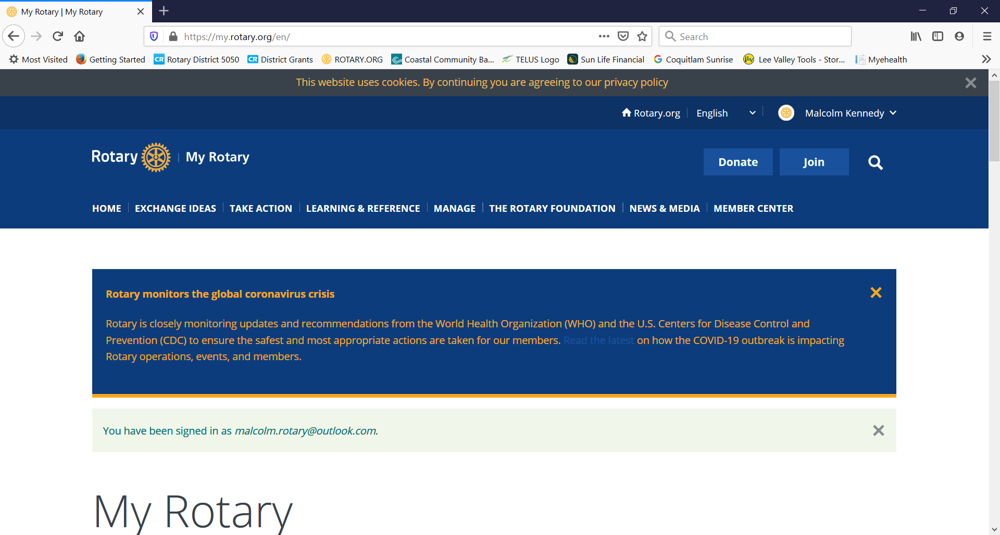 My Rotary | My Rotary
https://my.rotary.org/en/
Search
Most Visited Getting Started CR Rotary District 5050 CR District Grants ROTARY.ORG Coastal Community Ba... TELUS Logo Sun Life Financial G Coquitlam Sunrise Lee Valley Tools - Stor... Myehealth
This website uses cookies. By continuing you are agreeing to our privacy policy
Rotary.org English Malcolm Kennedy
Rotary | My Rotary
Donate Join
HOME EXCHANGE IDEAS TAKE ACTION LEARNING & REFERENCE MANAGE THE ROTARY FOUNDATION NEWS & MEDIA MEMBER CENTER
Rotary monitors the global coronavirus crisis
Rotary is closely monitoring updates and recommendations from the World Health Organization (WHO) and the U.S. Centers for Disease Control and
Prevention (CDC) to ensure the safest and most appropriate actions are taken for our members. Read the latest on how the COVID-19 outbreak is impacting
Rotary operations, events, and members.
You have been signed in as malcolm.rotary@outlook.com.
My Rotary